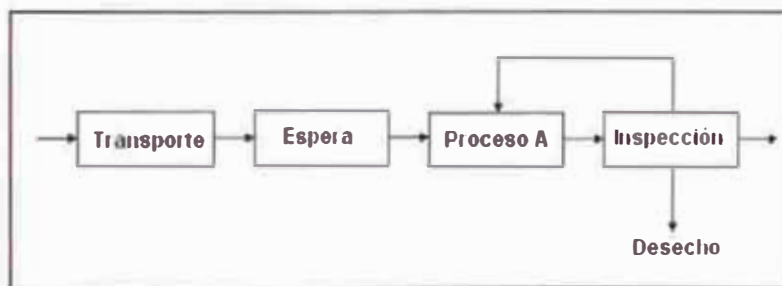 Transporte
Espera
Proceso A
Inspección
Desecho